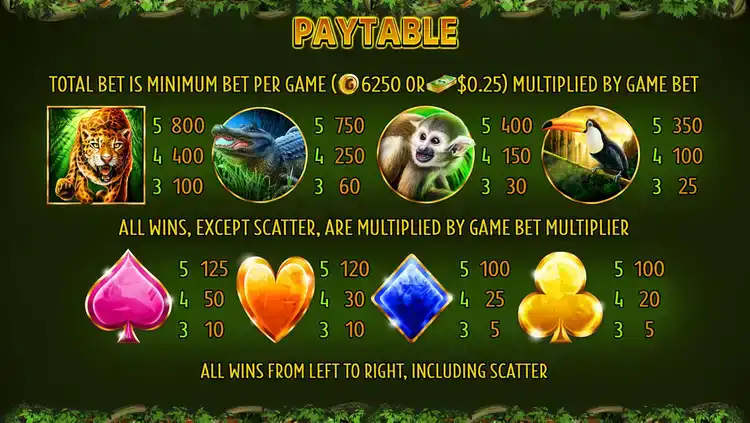 PAYTABLE
TOTAL BET IS MINIMUM BET PER GAME (G 6250 OR $0.25) MULTIPLIED BY GAME BET
5 800 5 750 5 400 5 350
4 400 4 250 4 150 4 100
3 100 3 60 3 30 3 25
ALL WINS, EXCEPT SCATTER, ARE MULTIPLIED BY GAME BET MULTIPLIER
5 125 5 120 5 100 5 100
4 50 4 30 4 25 4 20
3 10 3 10 3 5 3 5
ALL WINS FROM LEFT TO RIGHT, INCLUDING SCATTER